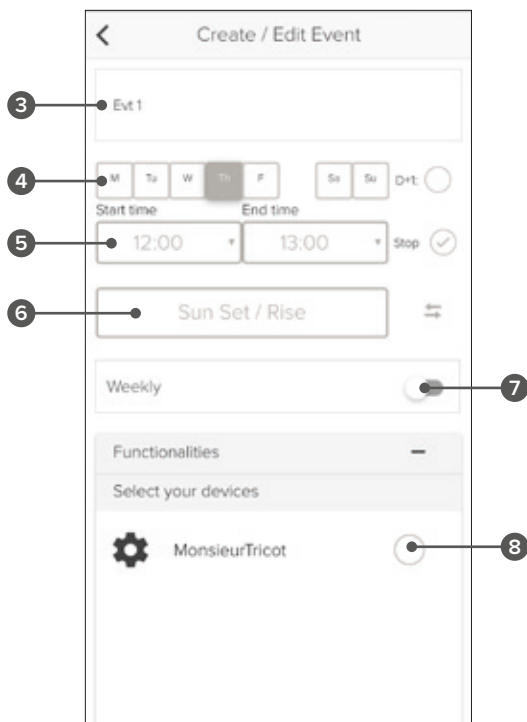 Create / Edit Event
3
Evt 1
4
M Tu W Th F Sa Su D+1:
Start time End time
5
12:00 13:00 Stop
6
Sun Set / Rise
Weekly
7
Functionalities
Select your devices
MonsieurTricot
8